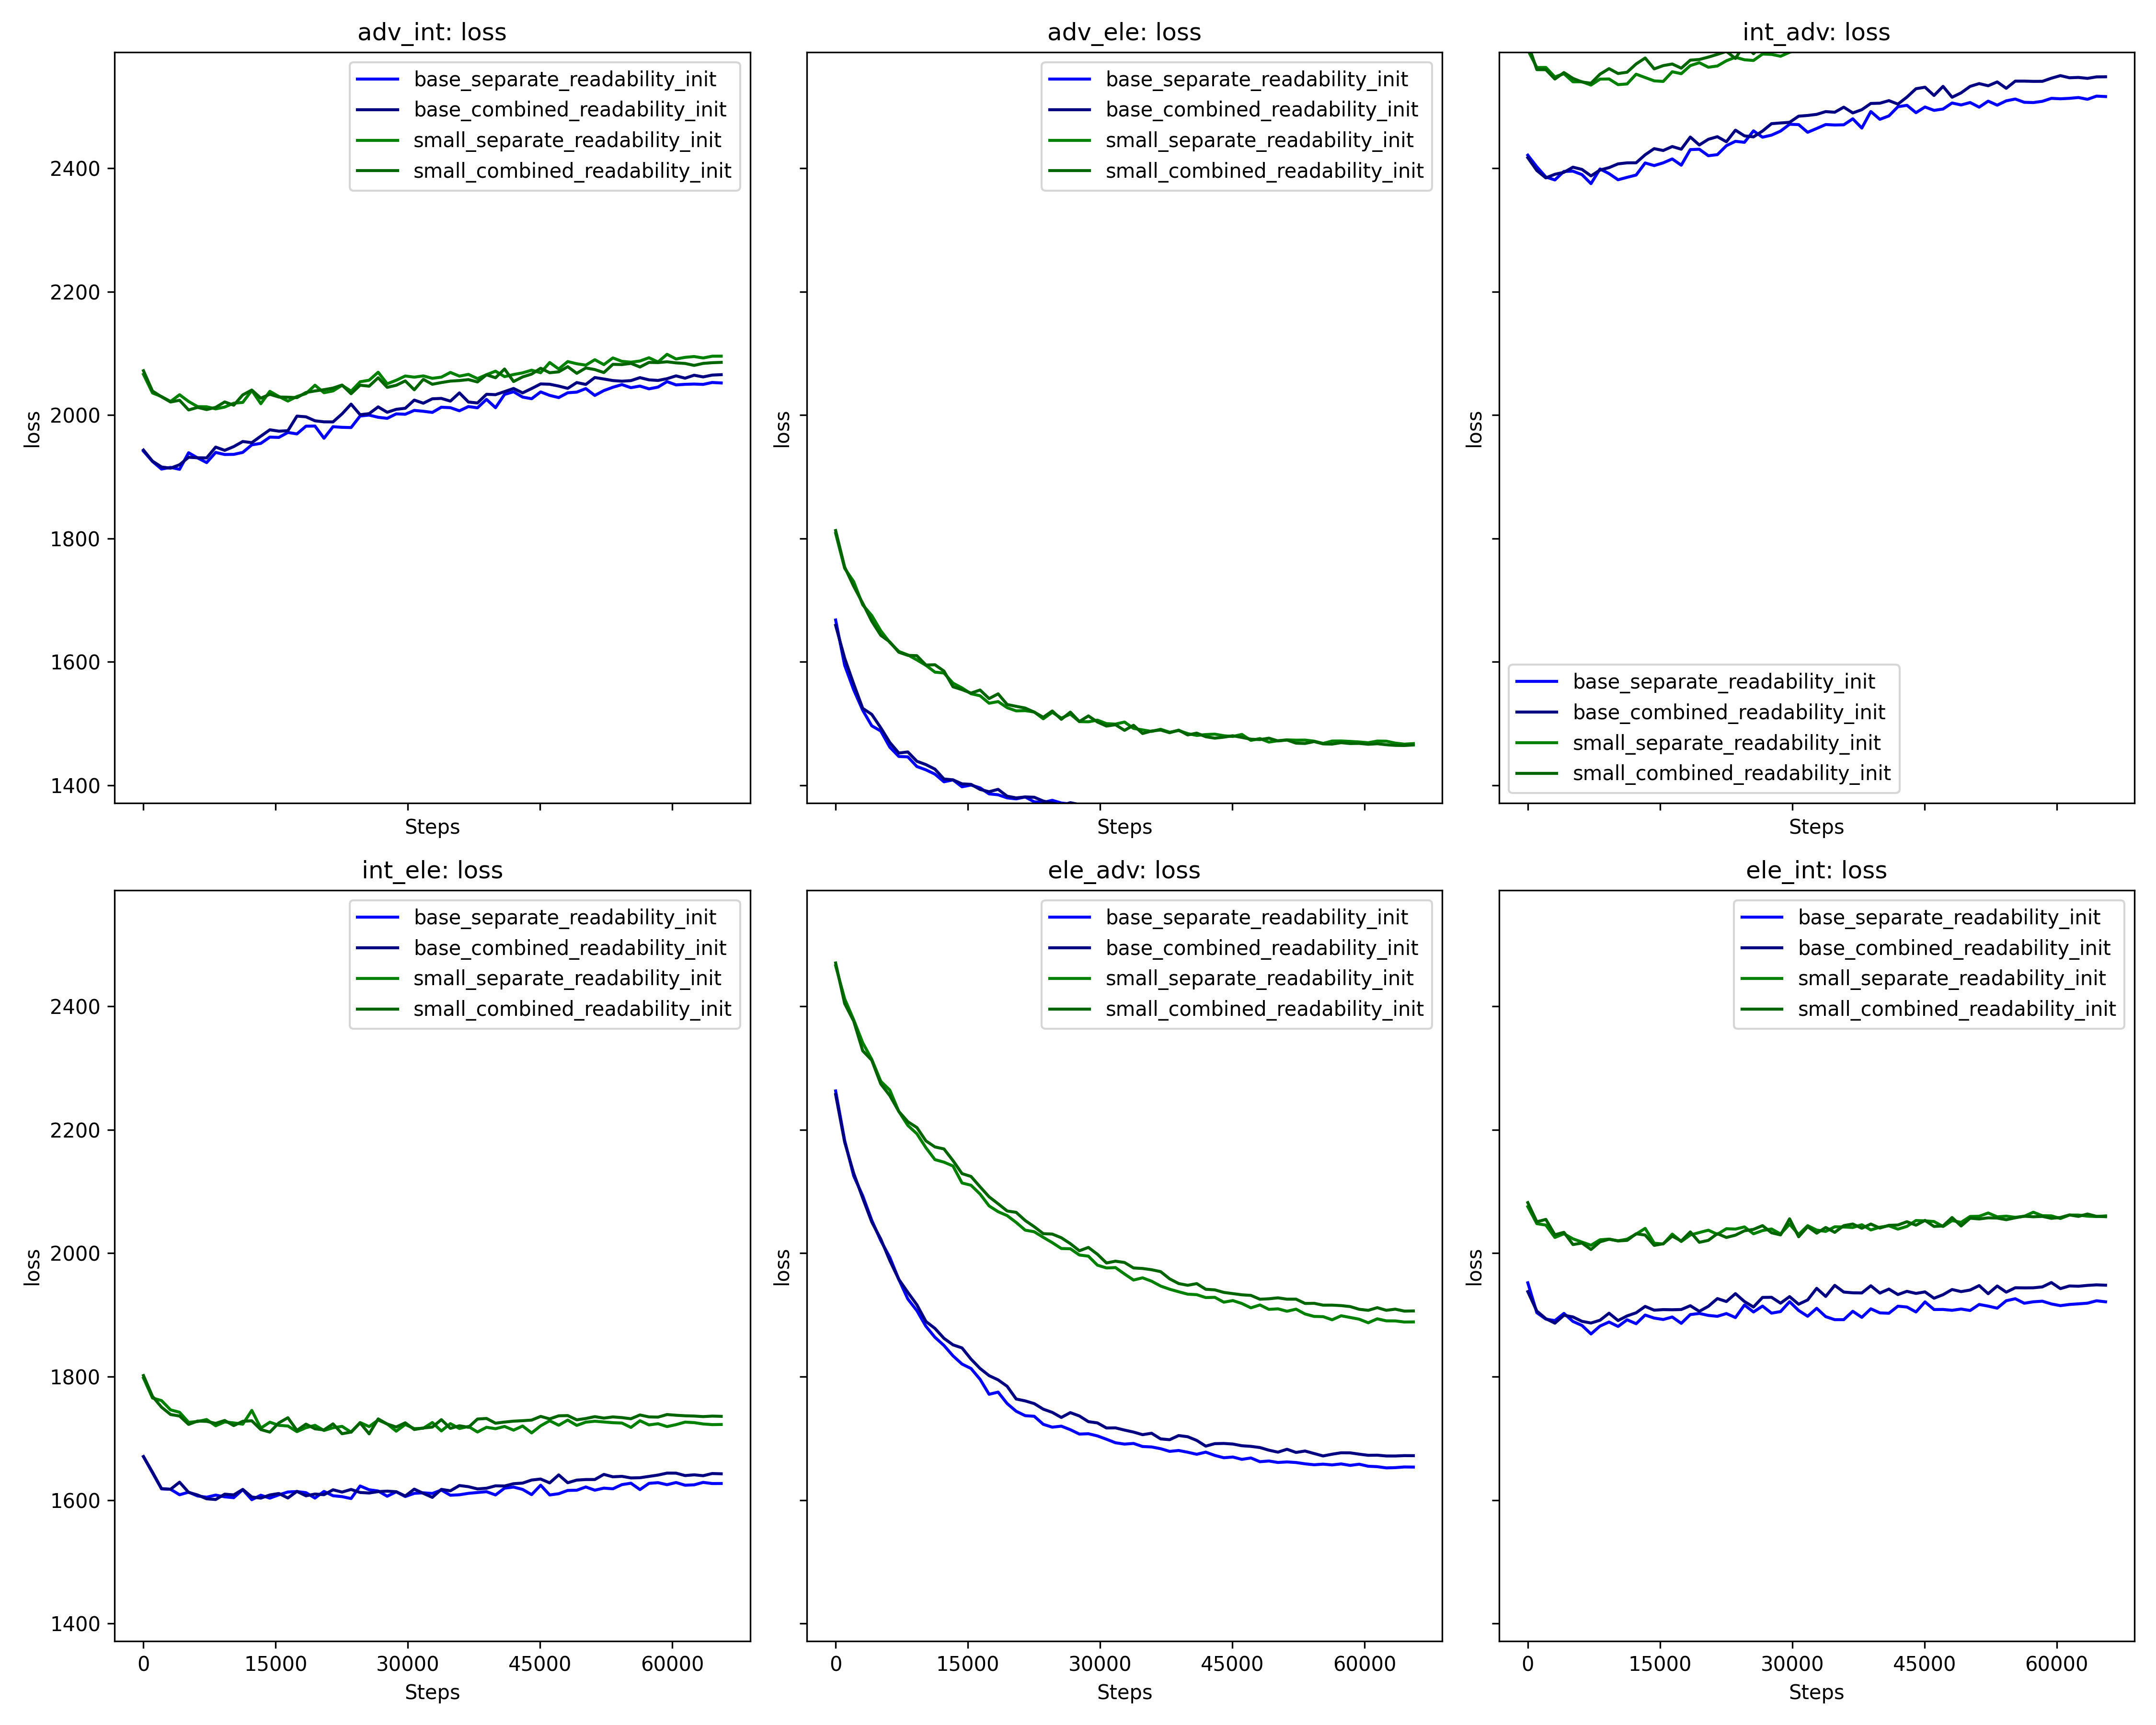 adv_int: loss
base_separate_readability_init
base_combined_readability_init
small_separate_readability_init
small_combined_readability_init
2400
2200
2000
1800
1600
1400
loss
Steps
adv_ele: loss
base_separate_readability_init
base_combined_readability_init
small_separate_readability_init
small_combined_readability_init
loss
Steps
int_adv: loss
loss
base_separate_readability_init
base_combined_readability_init
small_separate_readability_init
small_combined_readability_init
Steps
int_ele: loss
base_separate_readability_init
base_combined_readability_init
small_separate_readability_init
small_combined_readability_init
2400
2200
2000
1800
1600
1400
loss
0 15000 30000 45000 60000
Steps
ele_adv: loss
base_separate_readability_init
base_combined_readability_init
small_separate_readability_init
small_combined_readability_init
loss
0 15000 30000 45000 60000
Steps
ele_int: loss
base_separate_readability_init
base_combined_readability_init
small_separate_readability_init
small_combined_readability_init
loss
0 15000 30000 45000 60000
Steps